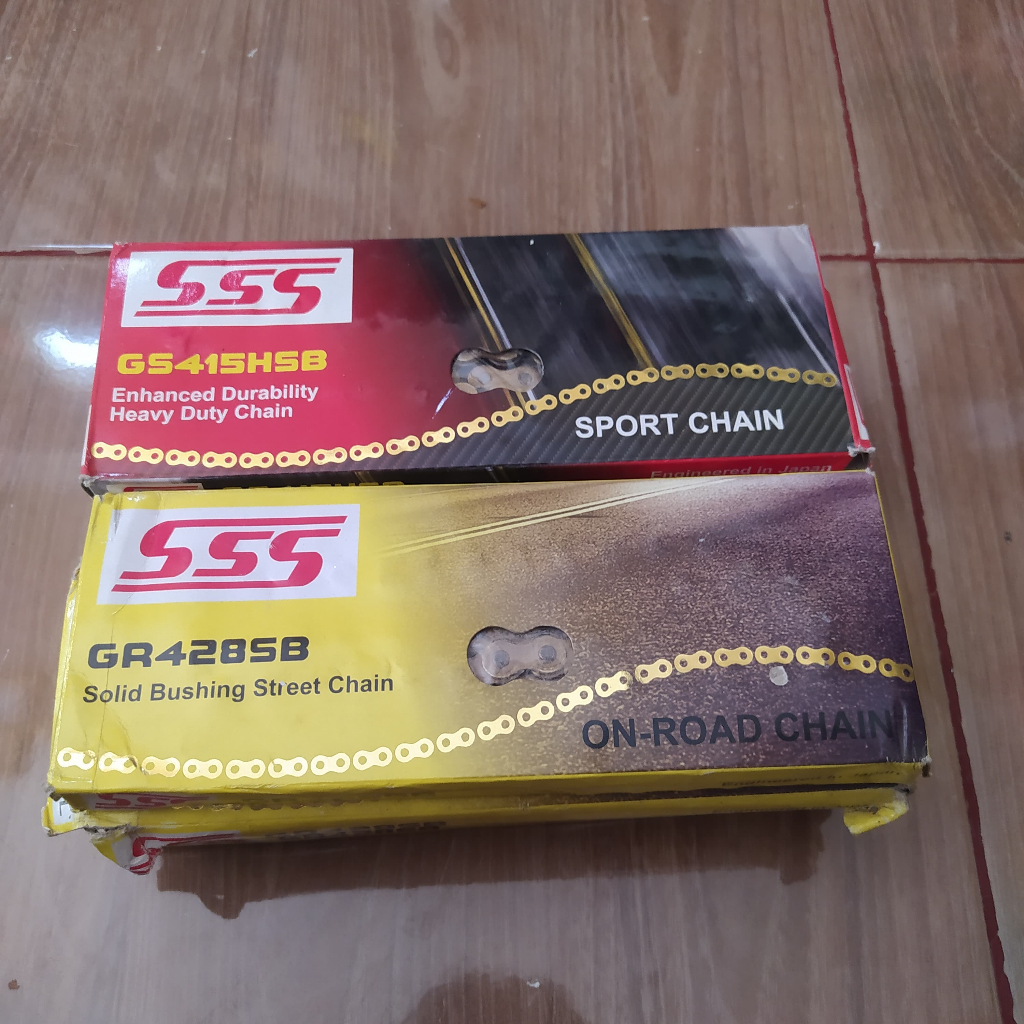 SSS
GS415HSB
Enhanced Durability
Heavy Duty Chain
SPORT CHAIN
Engineered in Japan
SSS
GR428SB
Solid Bushing Street Chain
ON-ROAD CHAIN